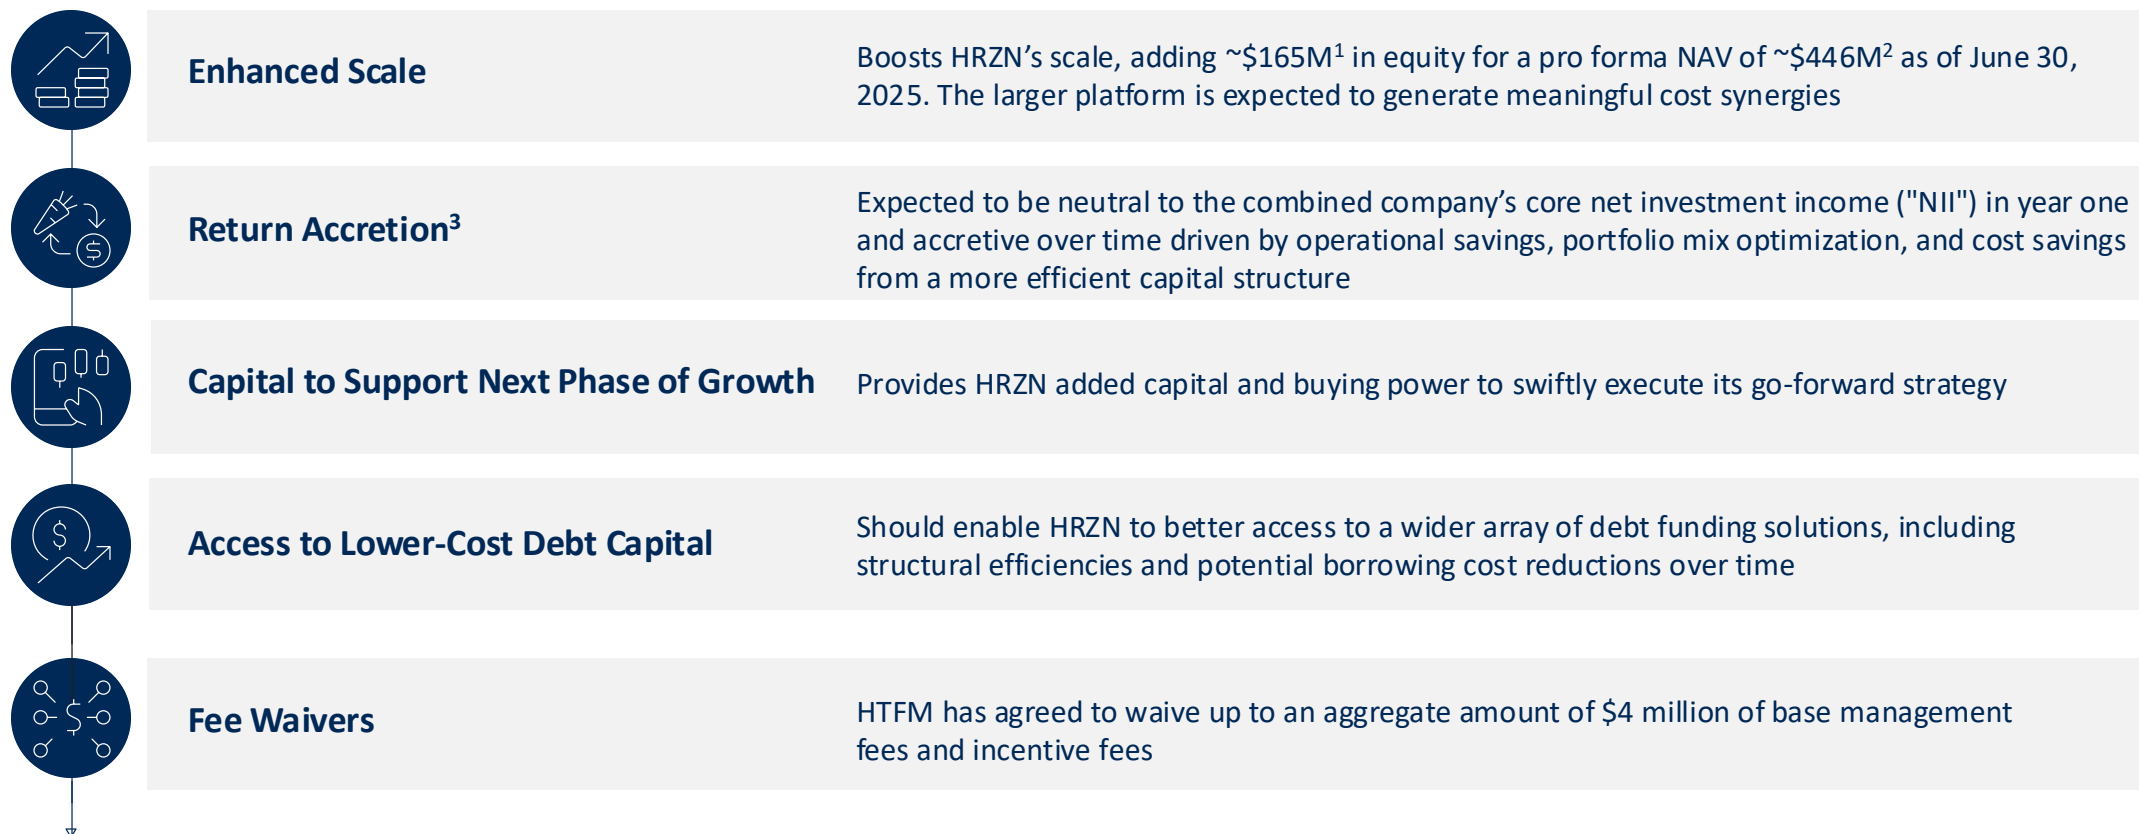 Enhanced Scale
Boosts HRZN’s scale, adding ~$165M¹ in equity for a pro forma NAV of ~$446M² as of June 30,
2025. The larger platform is expected to generate meaningful cost synergies
Return Accretion³
Expected to be neutral to the combined company’s core net investment income ("NII") in year one
and accretive over time driven by operational savings, portfolio mix optimization, and cost savings
from a more efficient capital structure
Capital to Support Next Phase of Growth
Provides HRZN added capital and buying power to swiftly execute its go-forward strategy
Access to Lower-Cost Debt Capital
Should enable HRZN to better access to a wider array of debt funding solutions, including
structural efficiencies and potential borrowing cost reductions over time
Fee Waivers
HTFM has agreed to waive up to an aggregate amount of $4 million of base management
fees and incentive fees